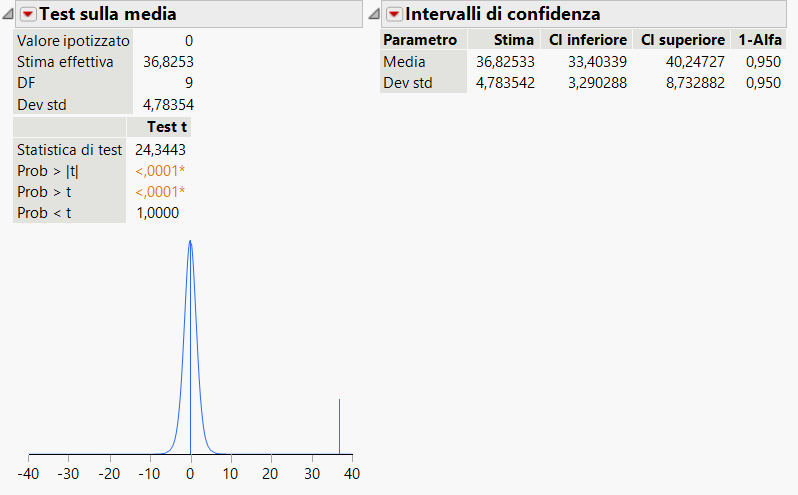 Test sulla media
Valore ipotizzato 0
Stima effettiva 36,8253
DF 9
Dev std 4,78354
Test t
Statistica di test 24,3443
Prob > |t| <,0001*
Prob > t <,0001*
Prob < t 1,0000
-40 -30 -20 -10 0 10 20 30 40
Intervalli di confidenza
Parametro Stima CI inferiore CI superiore 1-Alfa
Media 36,82533 33,40339 40,24727 0,950
Dev std 4,783542 3,290288 8,732882 0,950